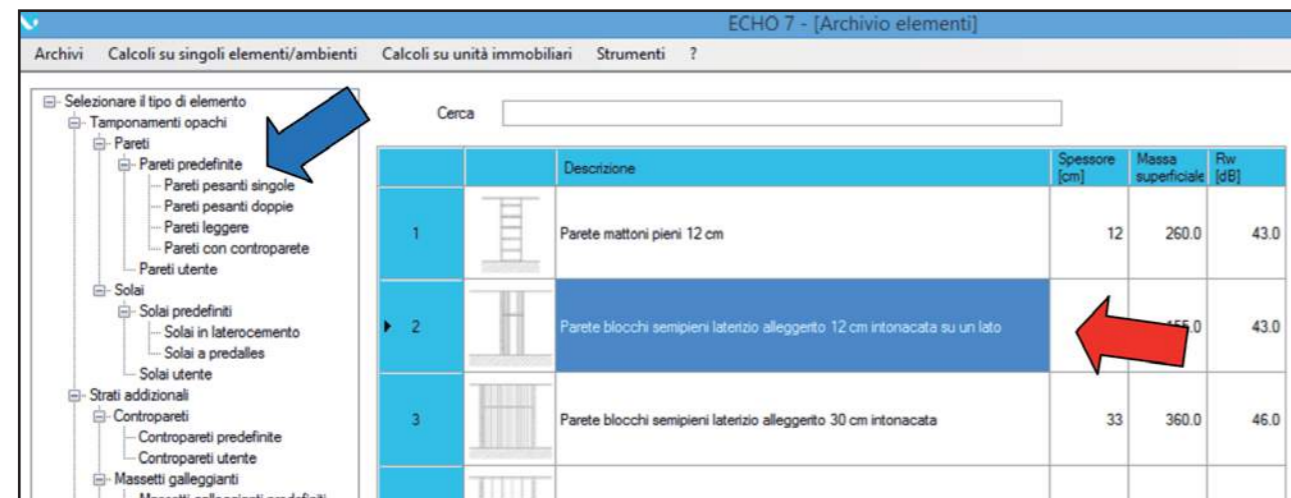 ECHO 7 - [Archivio elementi]
Archivi Calcoli su singoli elementi/ambienti Calcoli su unità immobiliari Strumenti ?
Selezionare il tipo di elemento
Tamponamenti opachi
Pareti
Pareti predefinite
Pareti pesanti singole
Pareti pesanti doppie
Pareti leggere
Pareti con controparete
Pareti utente
Solai
Solai predefiniti
Solai in laterocemento
Solai a predalles
Solai utente
Strati addizionali
Contropareti
Contropareti predefinite
Contropareti utente
Massetti galleggianti
Massetti galleggianti predefiniti
Cerca
Descrizione Spessore [cm] Massa superficiale Rw [dB]
1 Parete mattoni pieni 12 cm 12 260.0 43.0
2 Parete blocchi semipieni laterizio alleggerito 12 cm intonacata su un lato 155.0 43.0
3 Parete blocchi semipieni laterizio alleggerito 30 cm intonacata 33 360.0 46.0